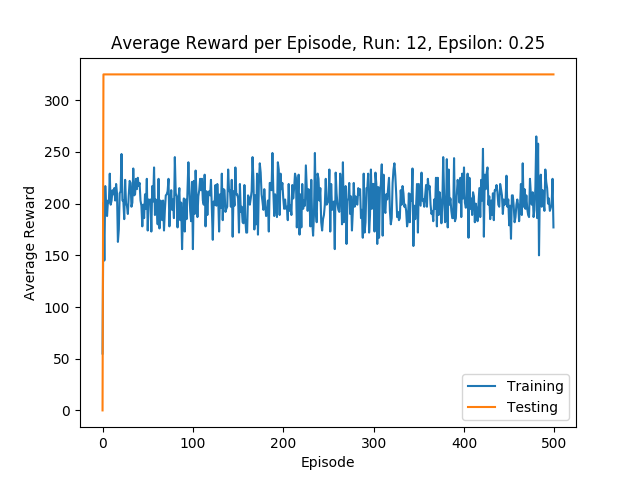 Average Reward per Episode, Run: 12, Epsilon: 0.25
Average Reward
300
250
200
150
100
50
0
0 100 200 300 400 500
Episode
Training
Testing